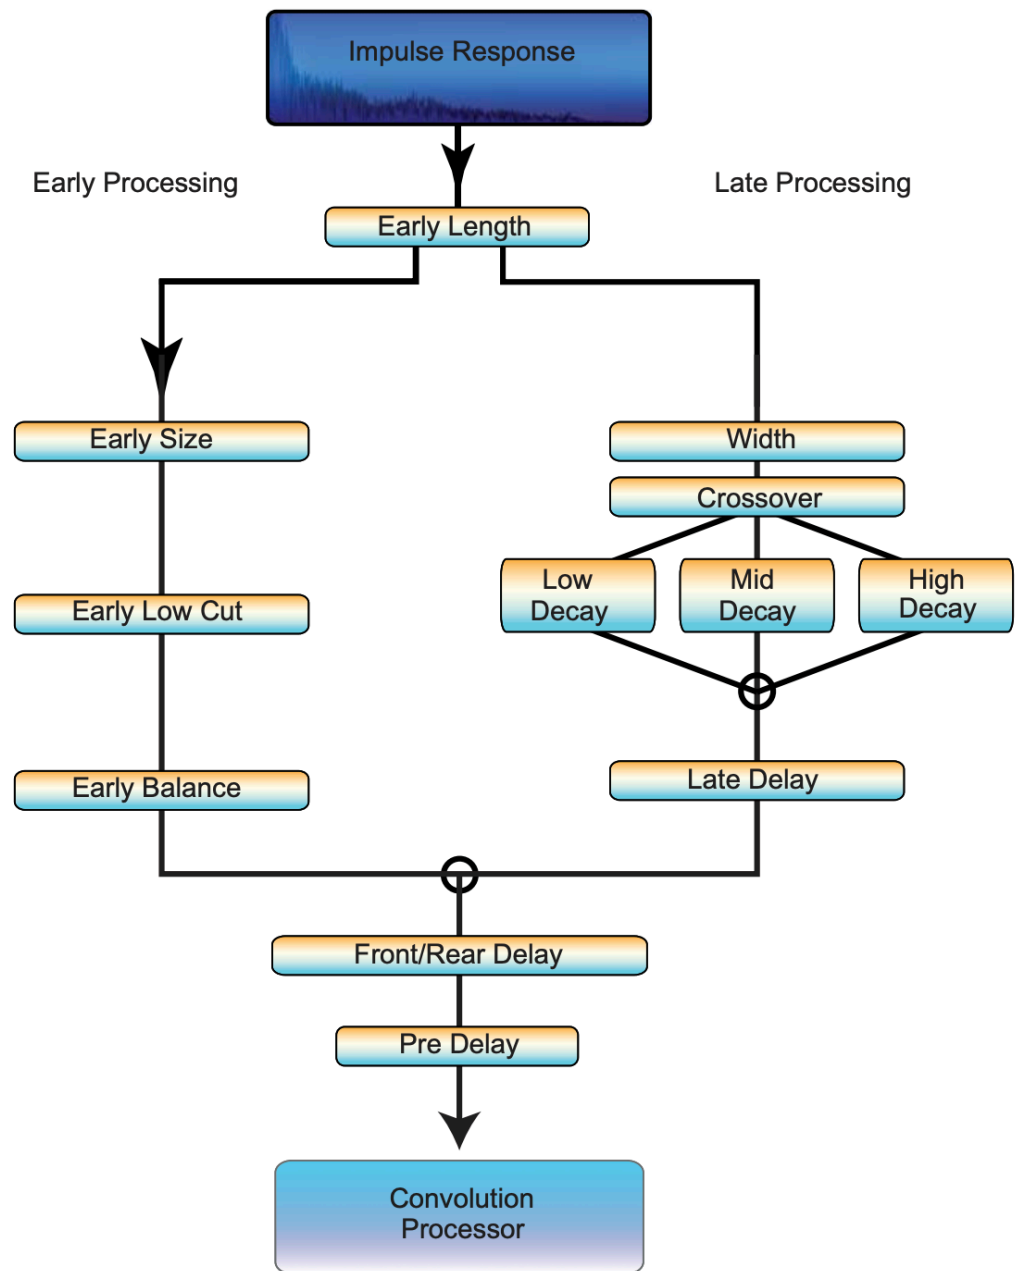 Impulse Response
Early Processing
Late Processing
Early Length
Early Size
Width
Crossover
Low
Decay
Mid
Decay
High
Decay
Early Low Cut
Early Balance
Late Delay
Front/Rear Delay
Pre Delay
Convolution
Processor